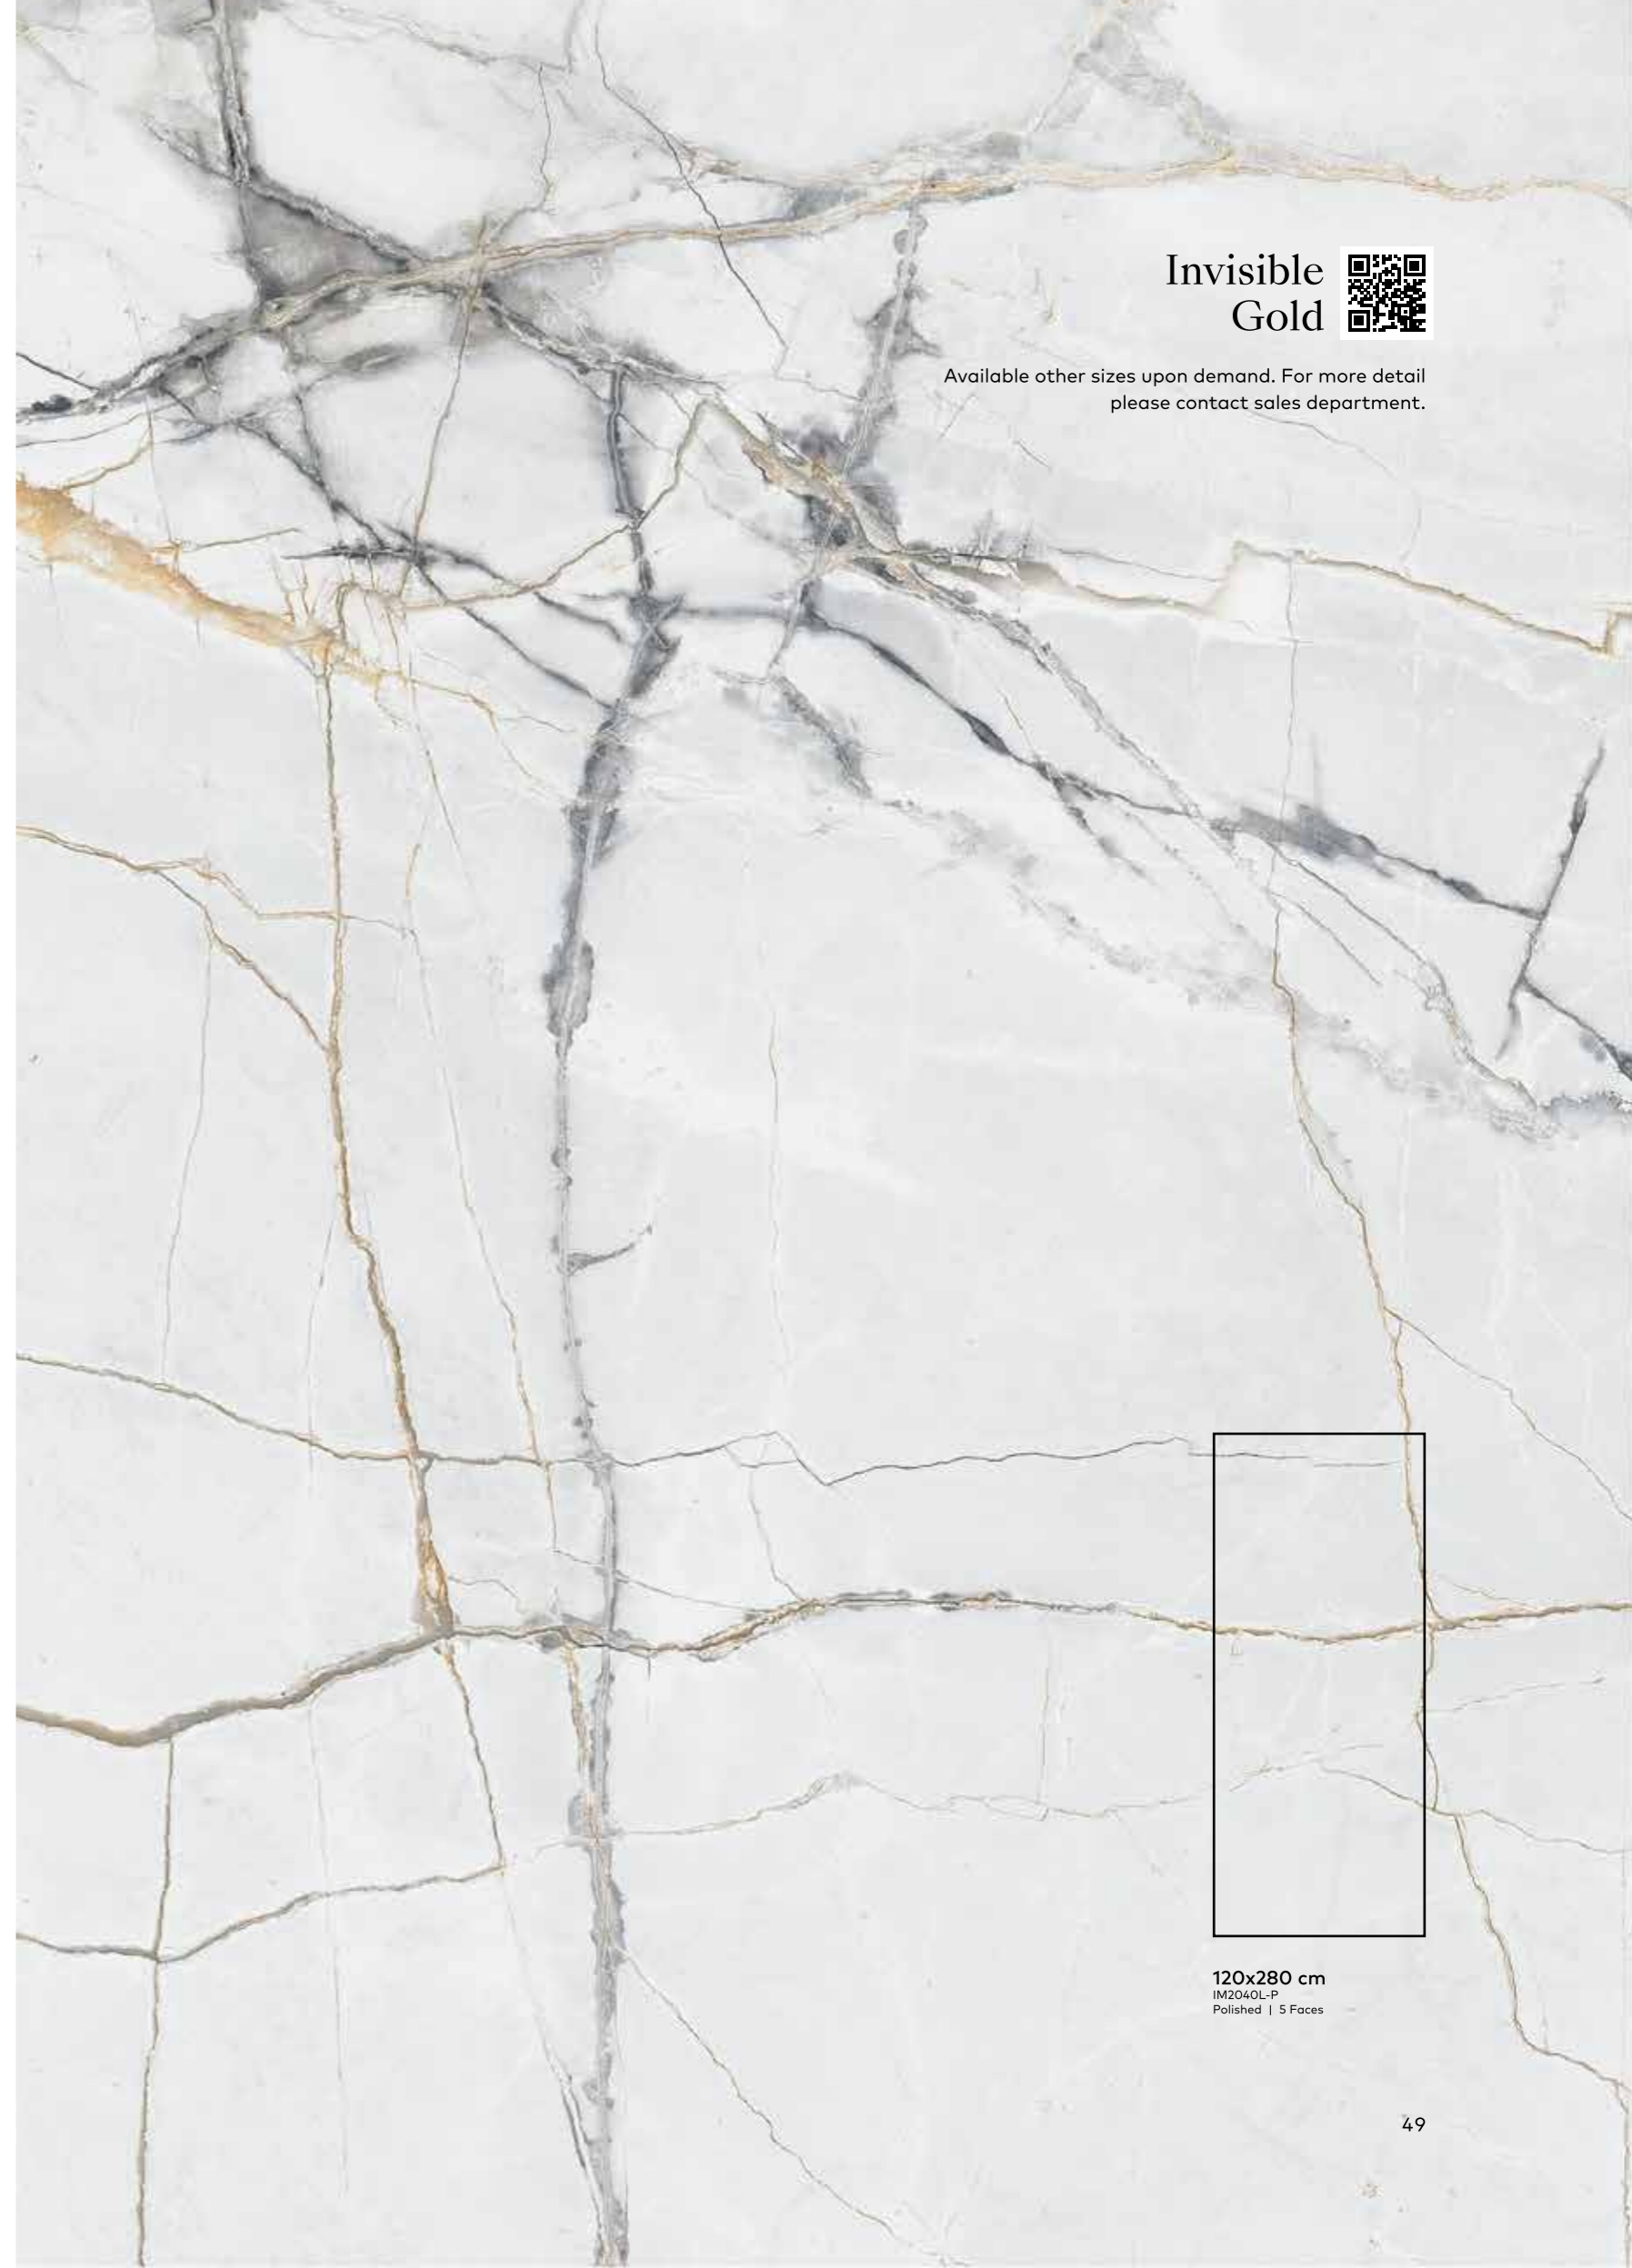 Invisible
Gold
Available other sizes upon demand. For more detail
please contact sales department.
120x280 cm
IM2040L-P
Polished | 5 Faces
49